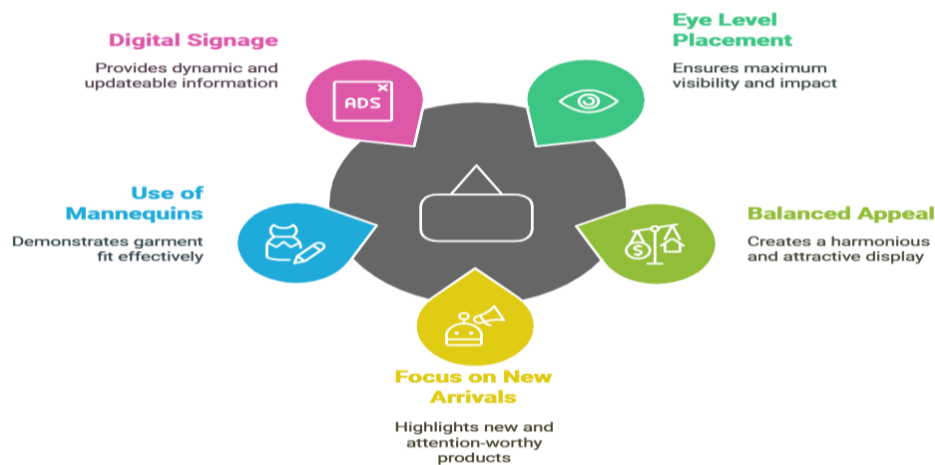 Digital Signage
Provides dynamic and
updateable information
ADS
Eye Level
Placement
Ensures maximum
visibility and impact
Use of
Mannequins
Demonstrates garment
fit effectively
$
Balanced Appeal
Creates a harmonious
and attractive display
Focus on New
Arrivals
Highlights new and
attention-worthy
products